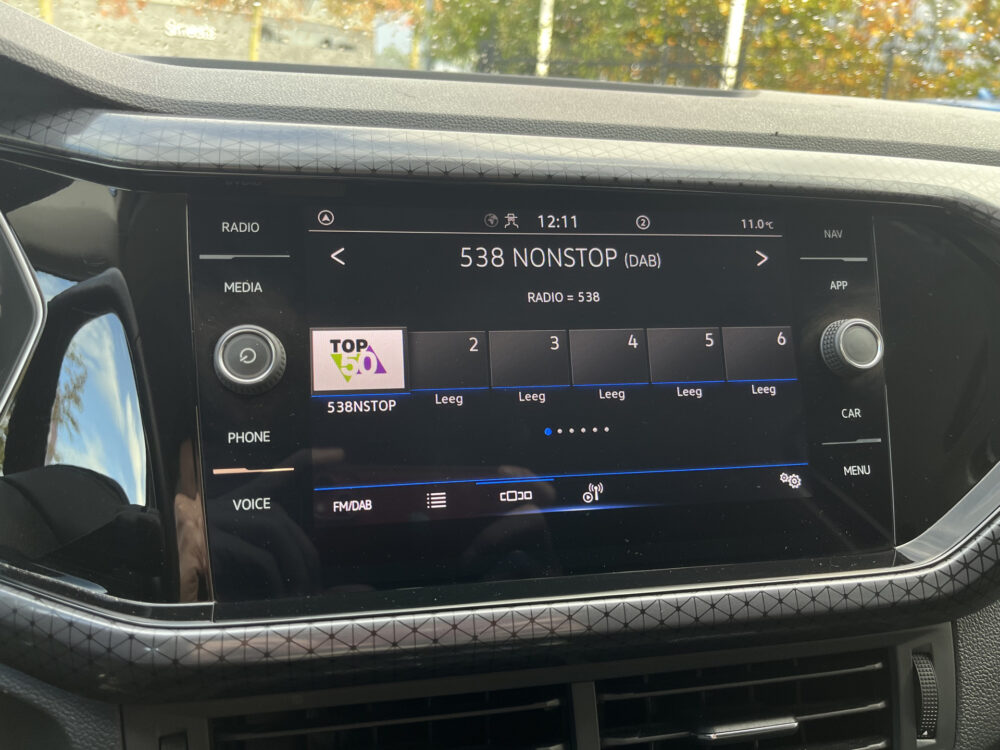 RADIO
MEDIA
PHONE
VOICE
12:11
2
11.0°C
< 538 NONSTOP (DAB) >
RADIO = 538
TOP 50
2
3
4
5
6
538NSTOP
Leeg
Leeg
Leeg
Leeg
Leeg
FM/DAB
NAV
APP
CAR
MENU